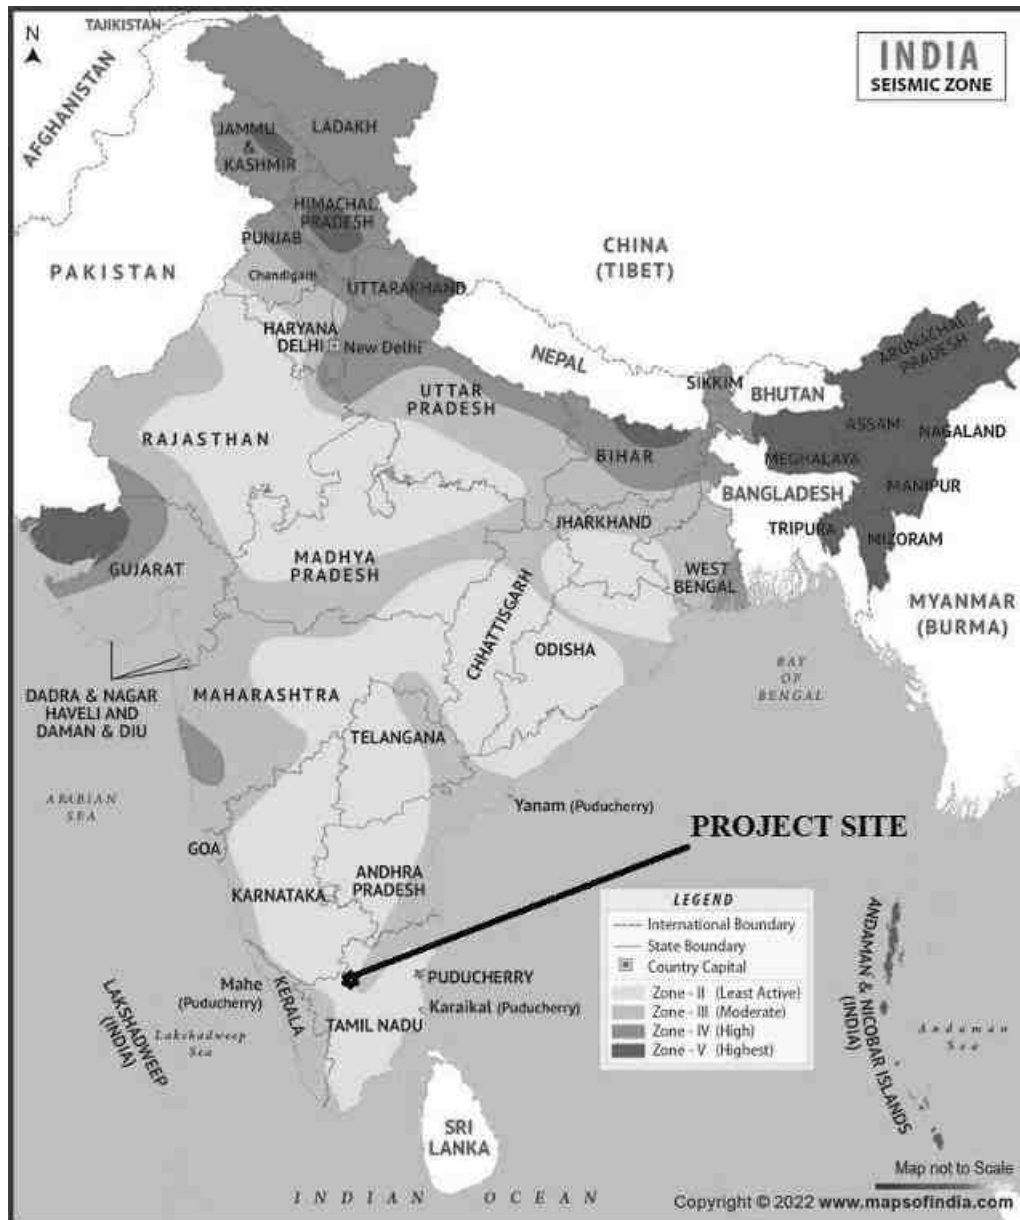 N
TAJIKISTAN
AFGHANISTAN
INDIA
SEISMIC ZONE
JAMMU
&
KASHMIR
LADAKH
HIMACHAL
PRADESH
PUNJAB
Chandigarh
UTTARAKHAND
PAKISTAN
CHINA
(TIBET)
HARYANA
DELHI
New Delhi
NEPAL
SIKKIM
BHUTAN
ARUNACHAL
PRADESH
UTTAR
PRADESH
RAJASTHAN
BIHAR
ASSAM
NAGALAND
MEGHALAYA
MANIPUR
BANGLADESH
TRIPURA
MIZORAM
JHARKHAND
GUJARAT
MADHYA
PRADESH
WEST
BENGAL
MYANMAR
(BURMA)
CHHATTISGARH
ODISHA
BAY
OF
BENGAL
DADRA & NAGAR
HAVELI AND
DAMAN & DIU
MAHARASHTRA
TELANGANA
ARABIAN
SEA
Yanam (Puducherry)
PROJECT SITE
GOA
KARNATAKA
ANDHRA
PRADESH
LEGEND
International Boundary
State Boundary
Country Capital
Zone - II (Least Active)
Zone - III (Moderate)
Zone - IV (High)
Zone - V (Highest)
Mahe
(Puducherry)
KERALA
PUDUCHERRY
Karaikal (Puducherry)
TAMIL NADU
LAKSHADWEEP
(INDIA)
Lakshadweep
Sea
ANDAMAN & NICOBAR ISLANDS
(INDIA)
Andaman
Sea
SRI
LANKA
INDIAN OCEAN
Map not to Scale
Copyright © 2022 www.mapsofindia.com